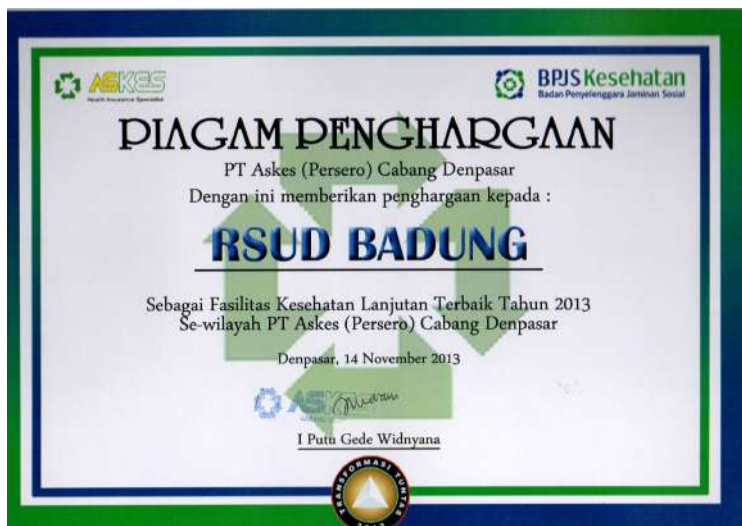 ASKES
Health Insurance Specialist
BPJS Kesehatan
Badan Penyelenggara Jaminan Sosial
PIAGAM PENGHARGAAN
PT Askes (Persero) Cabang Denpasar
Dengan ini memberikan penghargaan kepada :
RSUD BADUNG
Sebagai Fasilitas Kesehatan Lanjutan Terbaik Tahun 2013
Se-wilayah PT Askes (Persero) Cabang Denpasar
Denpasar, 14 November 2013
ASKES
I Putu Gede Widnyana
TRANSFORMASI TUNTAS